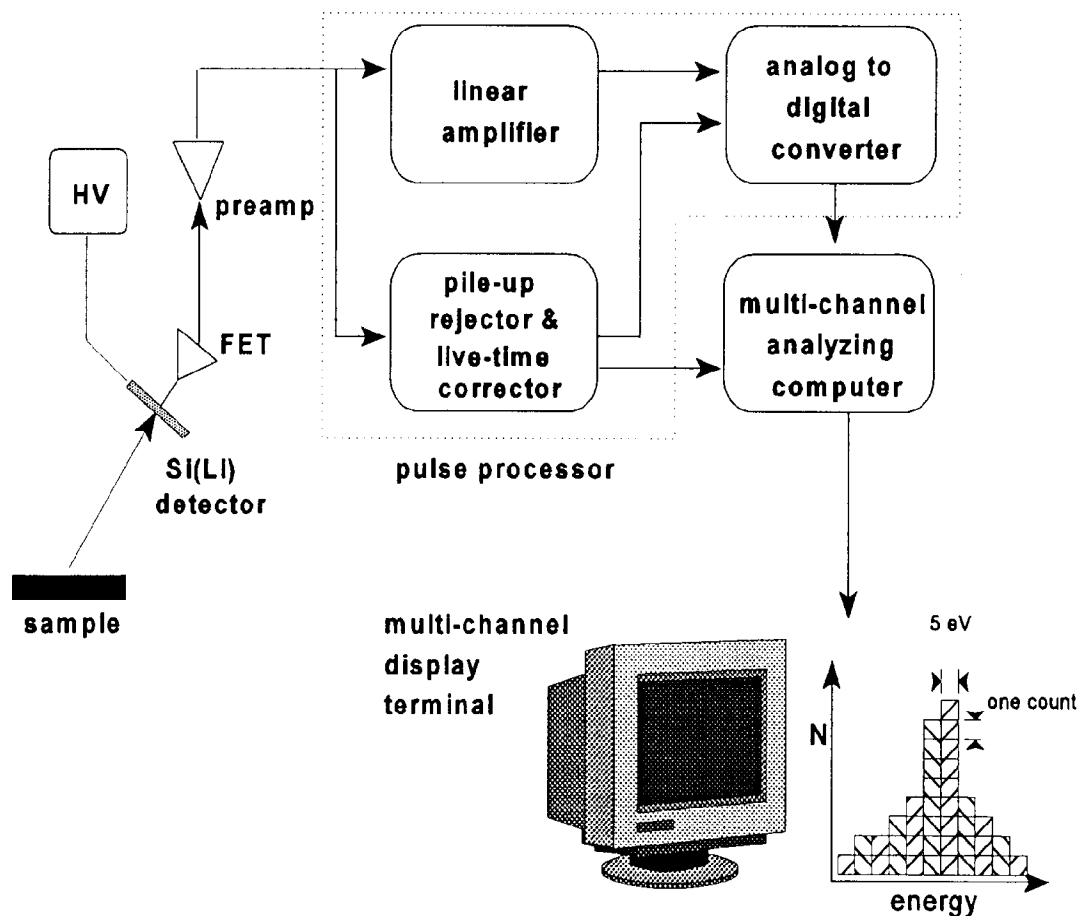 linear
amplifier
analog to
digital
converter
HV
preamp
pile-up
rejector &
live-time
corrector
multi-channel
analyzing
computer
FET
Si(Li)
detector
pulse processor
sample
multi-channel
display
terminal
5 eV
one count
N
energy